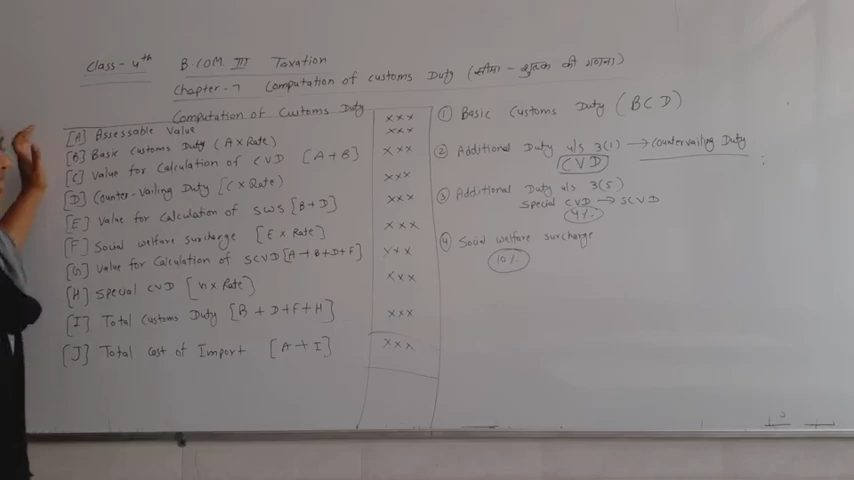 Class - 4th B.COM III Taxation
Chapter - 7 Computation of Customs Duty (सीमा - शुल्क की गणना)
Computation of Customs Duty
[A] Assessable Value XXX
[B] Basic Customs Duty (A X Rate) XXX
[C] Value for Calculation of CVD [A+B] XXX
[D] Counter-Vailing Duty [C X Rate] XXX
[E] Value for Calculation of SWS [B+D] XXX
[F] Social welfare surcharge [E X Rate] XXX
[G] Value for Calculation of SCVD [A+B+D+F] XXX
[H] Special CVD [h X Rate] XXX
[I] Total Customs Duty [B + D + F + H] XXX
[J] Total Cost of Import [A + I] XXX
① Basic Customs Duty (BCD)
② Additional Duty u/s 3(1) → Countervailing Duty
CVD
③ Additional Duty u/s 3(5)
Special CVD → SCVD
4%
④ Social welfare surcharge
10%